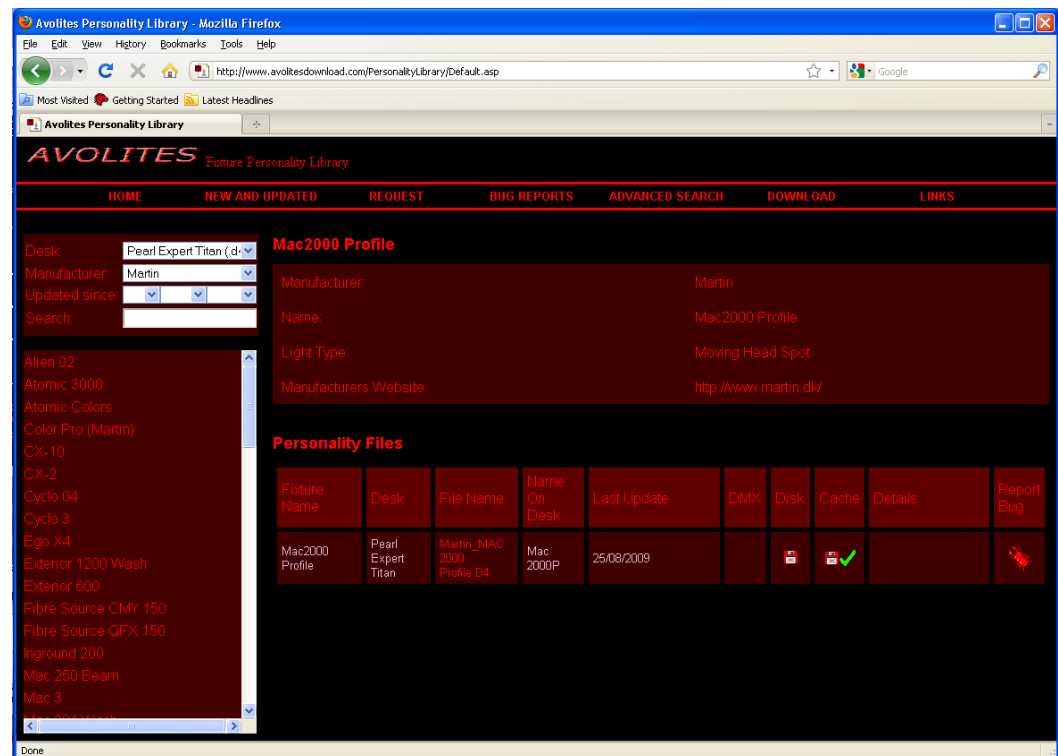 Avolites Personality Library - Mozilla Firefox
File Edit View History Bookmarks Tools Help
http://www.avolitesdownload.com/PersonalityLibrary/Default.asp
Google
Most Visited Getting Started Latest Headlines
Avolites Personality Library
AVOLITES Fixture Personality Library
HOME NEW AND UPDATED REQUEST BUG REPORTS ADVANCED SEARCH DOWNLOAD LINKS
Desk: Pearl Expert Titan (.d4
Manufacturer: Martin
Updated since:
Search:
Alien 02
Atomic 3000
Atomic Colors
Color Pro (Martin)
CX-10
CX-2
Cyclo 04
Cyclo 3
Ego X4
Exterior 1200 Wash
Exterior 600
Fibre Source CMY 150
Fibre Source QFX 150
Inground 200
Mac 250 Beam
Mac 3
Mac2000 Profile
Manufacturer: Martin
Name: Mac2000 Profile
Light Type: Moving Head Spot
Manufacturers Website: http://www.martin.dk/
Personality Files
Fixture Name Desk File Name Name On Desk Last Update DMX Disk Cache Details Report Bug
Mac2000 Profile Pearl Expert Titan Martin_MAC 2000 Profile.D4 Mac 2000P 25/08/2009
Done